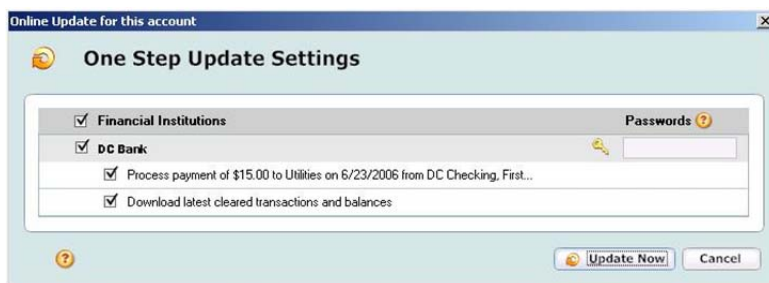 Online Update for this account
One Step Update Settings
Financial Institutions Passwords
DC Bank
Process payment of $15.00 to Utilities on 6/23/2006 from DC Checking, First...
Download latest cleared transactions and balances
Update Now Cancel